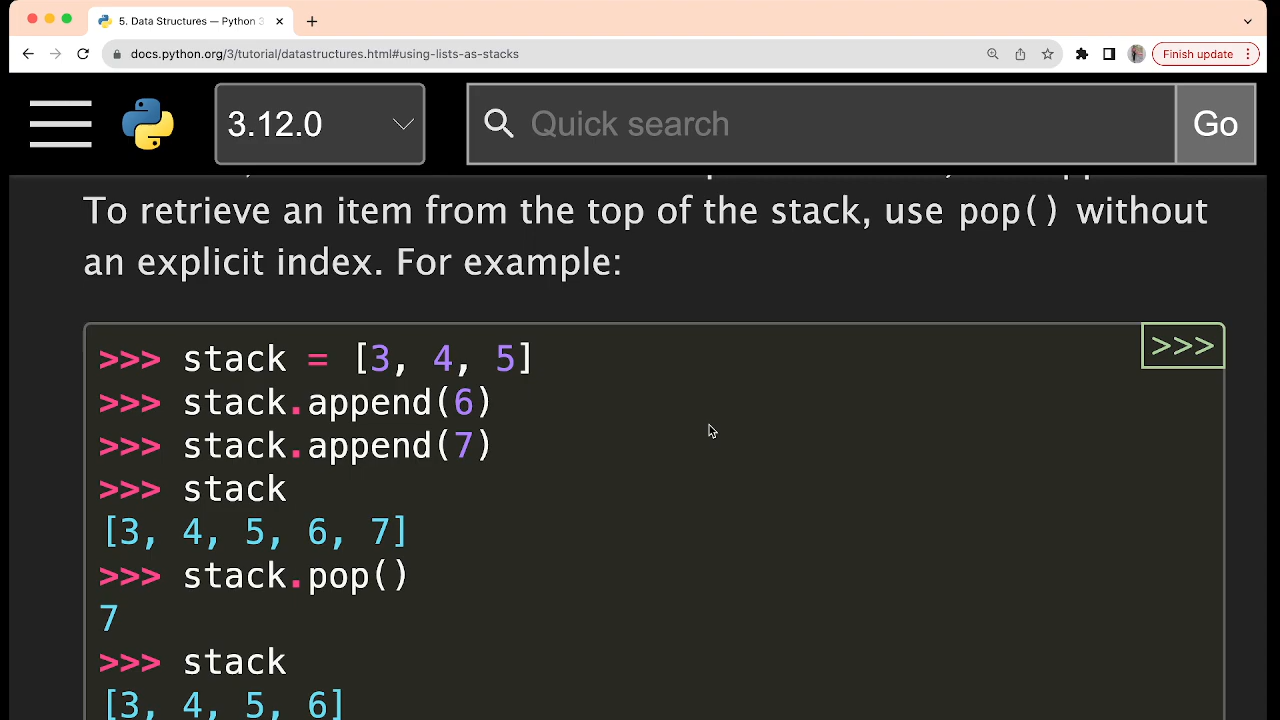 5. Data Structures — Python 3
docs.python.org/3/tutorial/datastructures.html#using-lists-as-stacks
Finish update
3.12.0
Quick search
Go
To retrieve an item from the top of the stack, use pop() without
an explicit index. For example:
>>>
>>> stack = [3, 4, 5]
>>> stack.append(6)
>>> stack.append(7)
>>> stack
[3, 4, 5, 6, 7]
>>> stack.pop()
7
>>> stack
[3, 4, 5, 6]